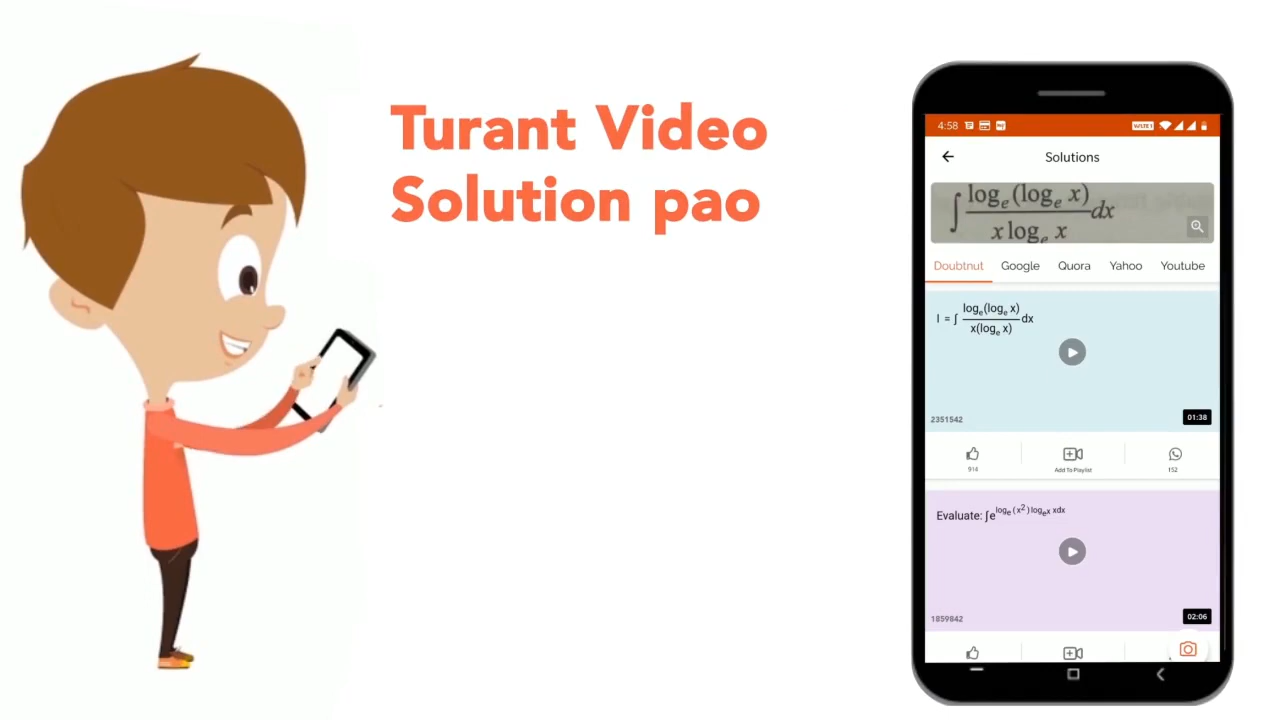 Turant Video
Solution pao
4:58
VoLTE1
Solutions
∫ logₑ(logₑ x) / x logₑ x dx
Doubtnut Google Quora Yahoo Youtube
I = ∫ logₑ(logₑ x) / x(logₑ x) dx
2351542 01:38
914 Add To Playlist 152
Evaluate: ∫e^logₑ(x²)logₑx xdx
1859842 02:06